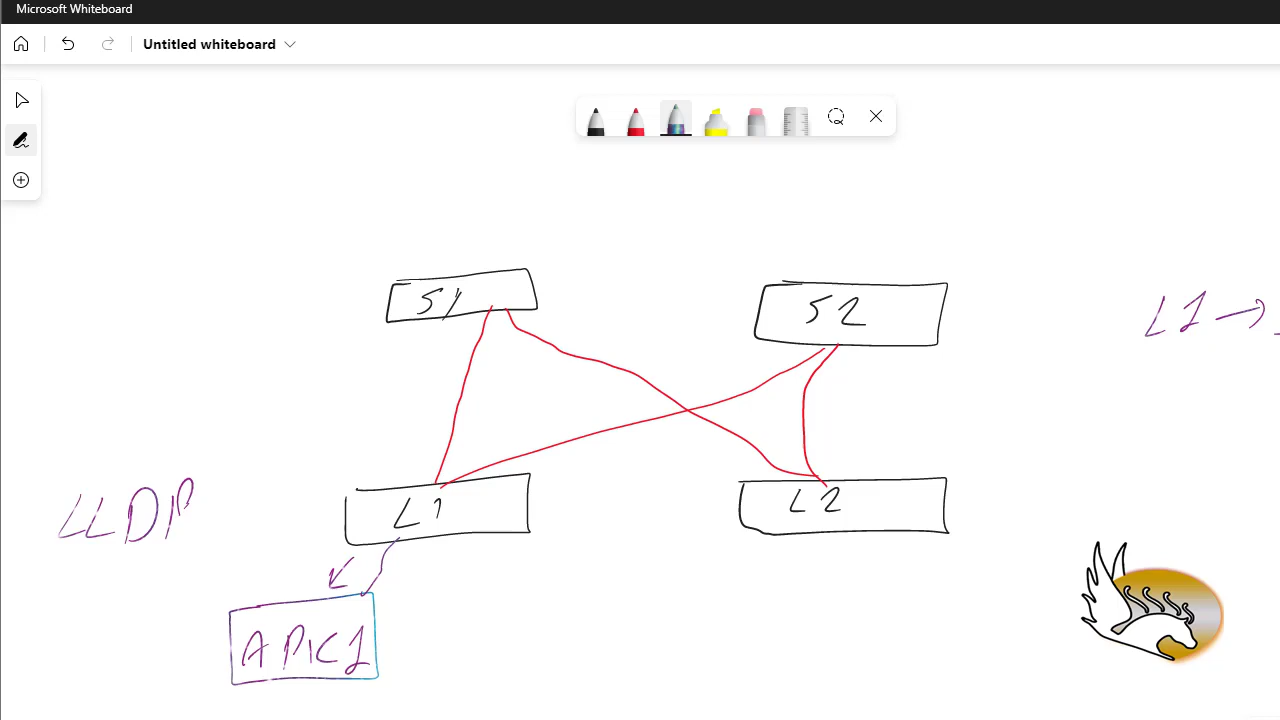 Microsoft Whiteboard
Untitled whiteboard
S1
S2
L1 →
L1
L2
LLDP
APIC1